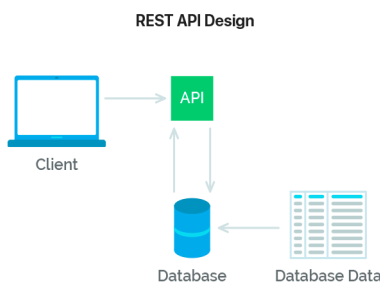 REST API Design
API
Client
Database
Database Data